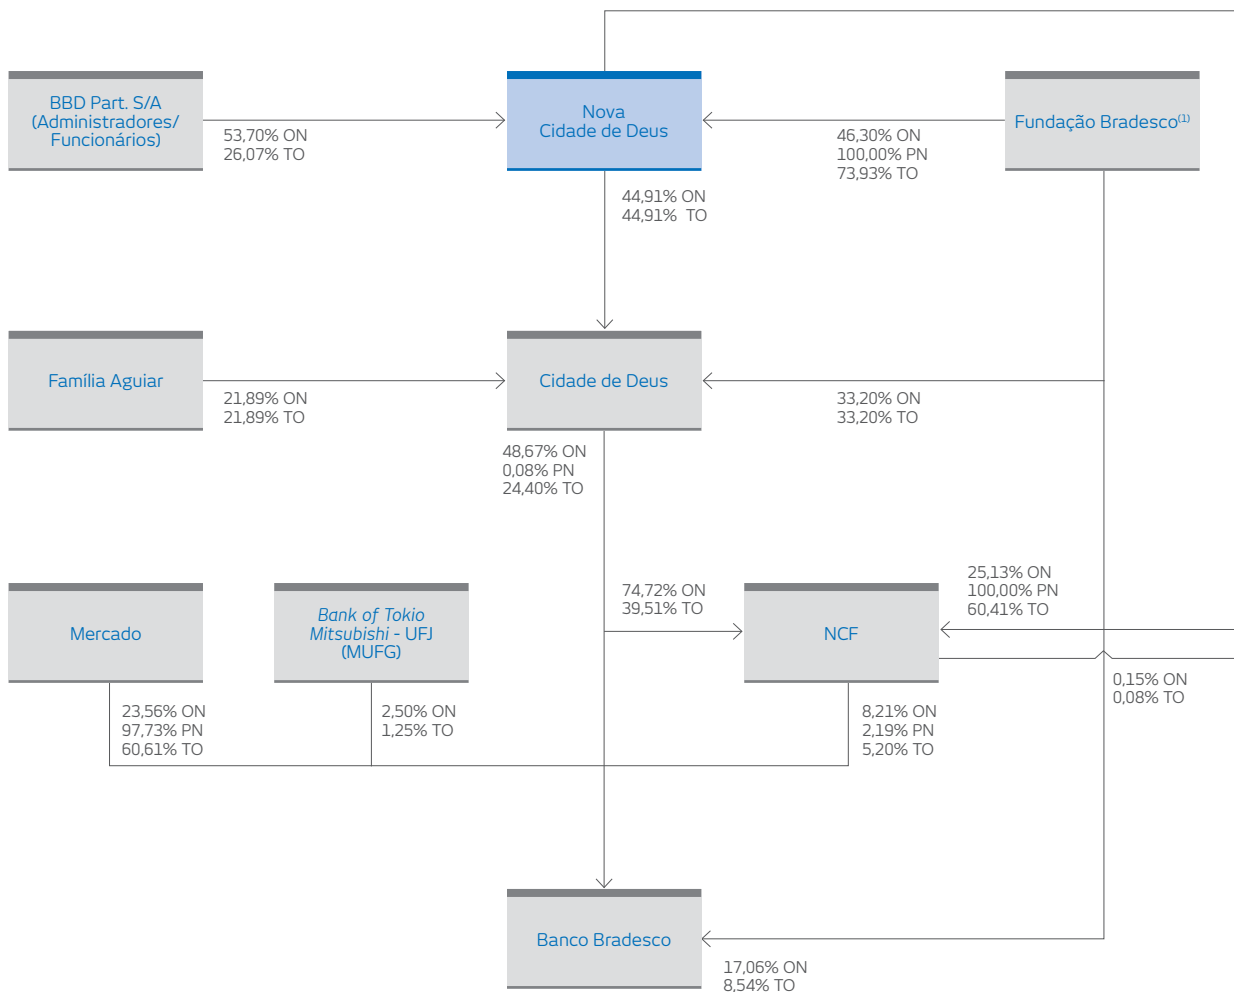 BBD Part. S/A
(Administradores/
Funcionários)
53,70% ON
26,07% TO
Nova
Cidade de Deus
46,30% ON
100,00% PN
73,93% TO
Fundação Bradesco(1)
44,91% ON
44,91% TO
Família Aguiar
21,89% ON
21,89% TO
Cidade de Deus
33,20% ON
33,20% TO
48,67% ON
0,08% PN
24,40% TO
Mercado
Bank of Tokio
Mitsubishi - UFJ
(MUFG)
74,72% ON
39,51% TO
NCF
25,13% ON
100,00% PN
60,41% TO
23,56% ON
97,73% PN
60,61% TO
2,50% ON
1,25% TO
8,21% ON
2,19% PN
5,20% TO
0,15% ON
0,08% TO
Banco Bradesco
17,06% ON
8,54% TO